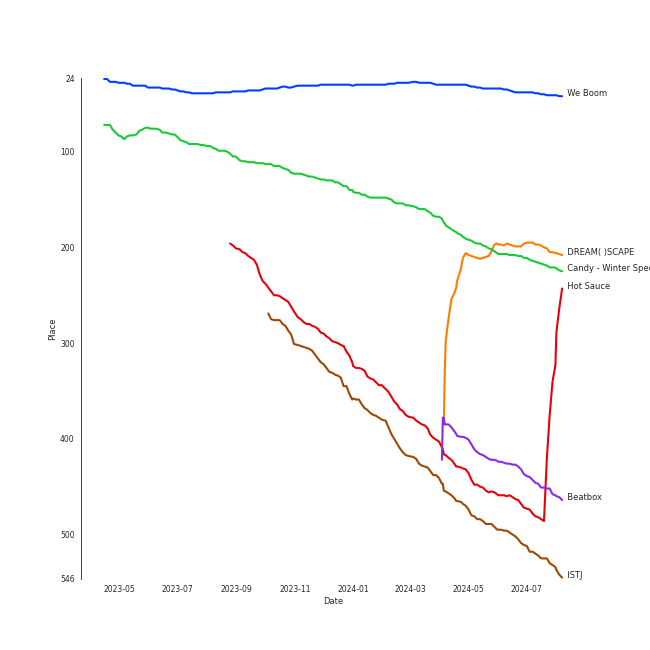 24
We Boom
100
200
DREAM( )SCAPE
Candy - Winter Spe
Hot Sauce
300
Place
400
Beatbox
500
546
ISTJ
2023-05 2023-07 2023-09 2023-11 2024-01 2024-03 2024-05 2024-07
Date